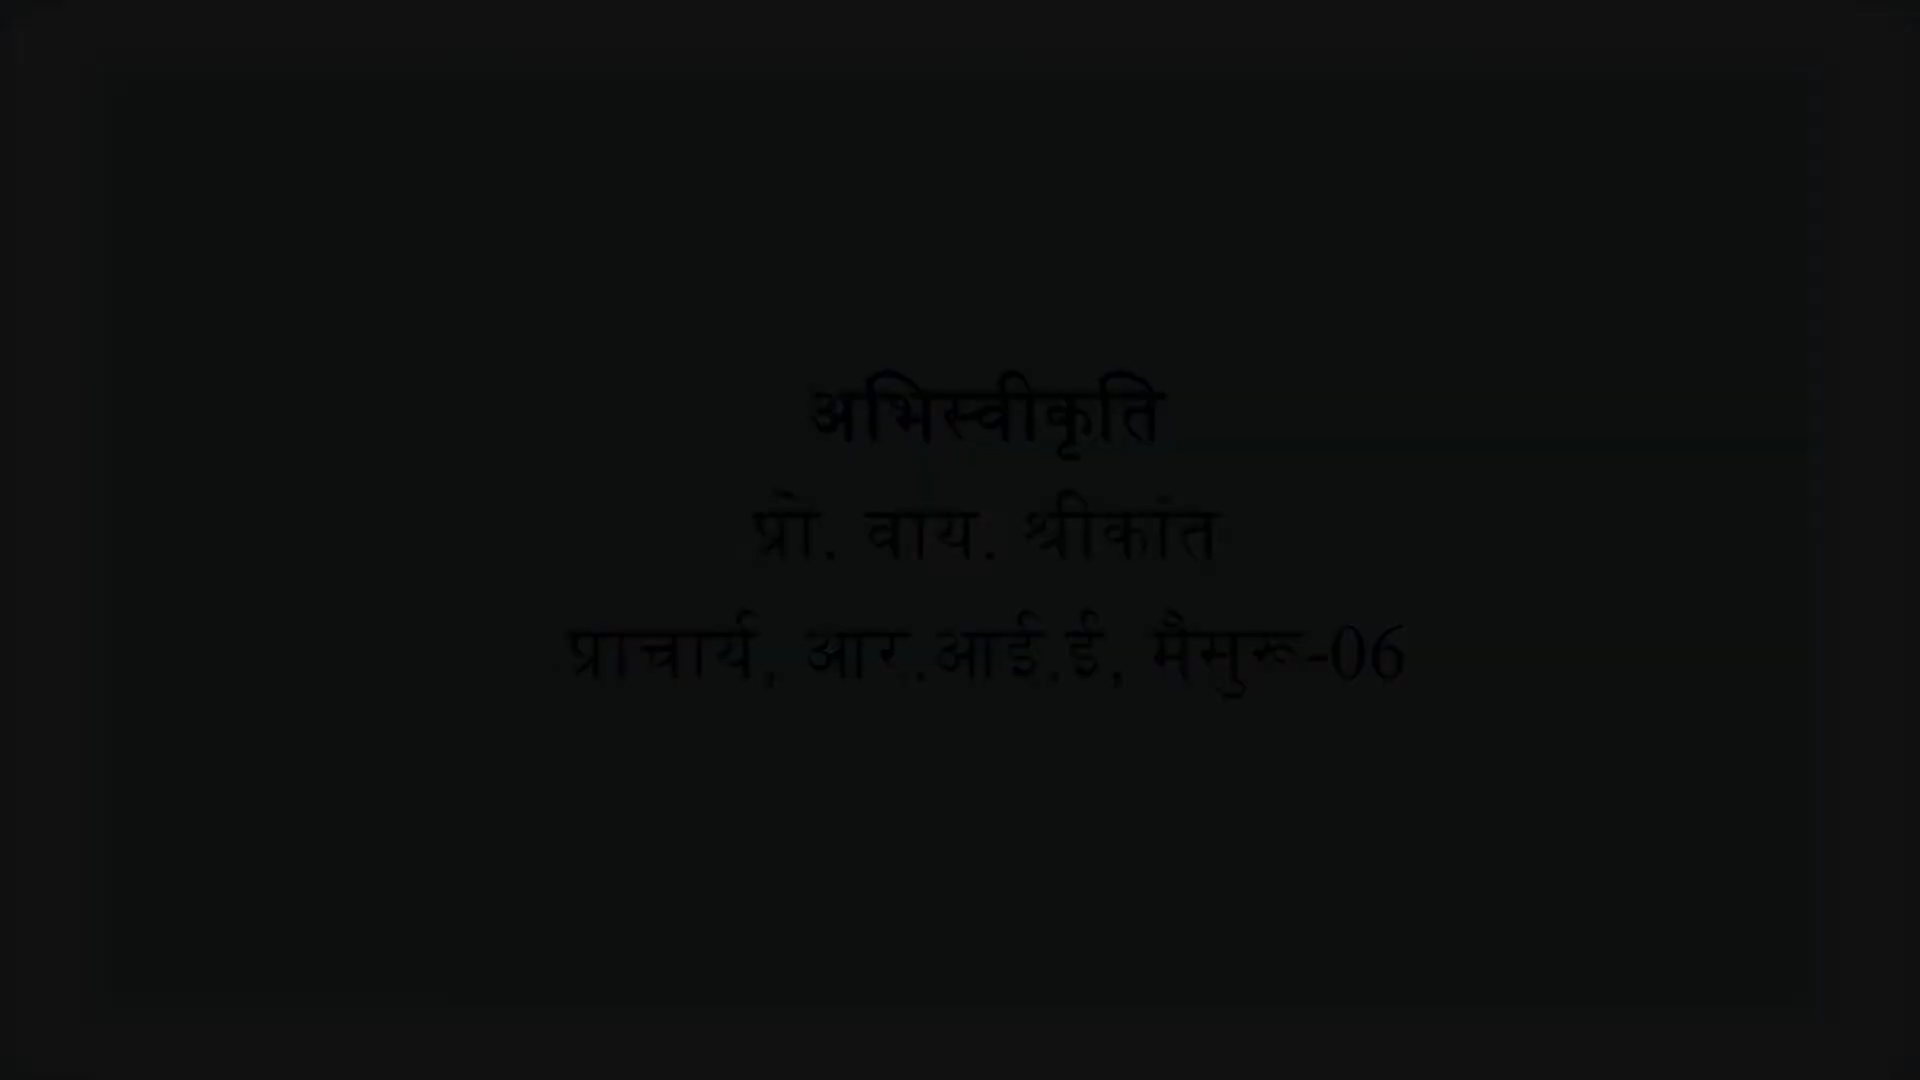 अभिस्वीकृति
प्रो. वाय. श्रीकांत
प्राचार्य, आर.आई.ई, मैसुरू-06